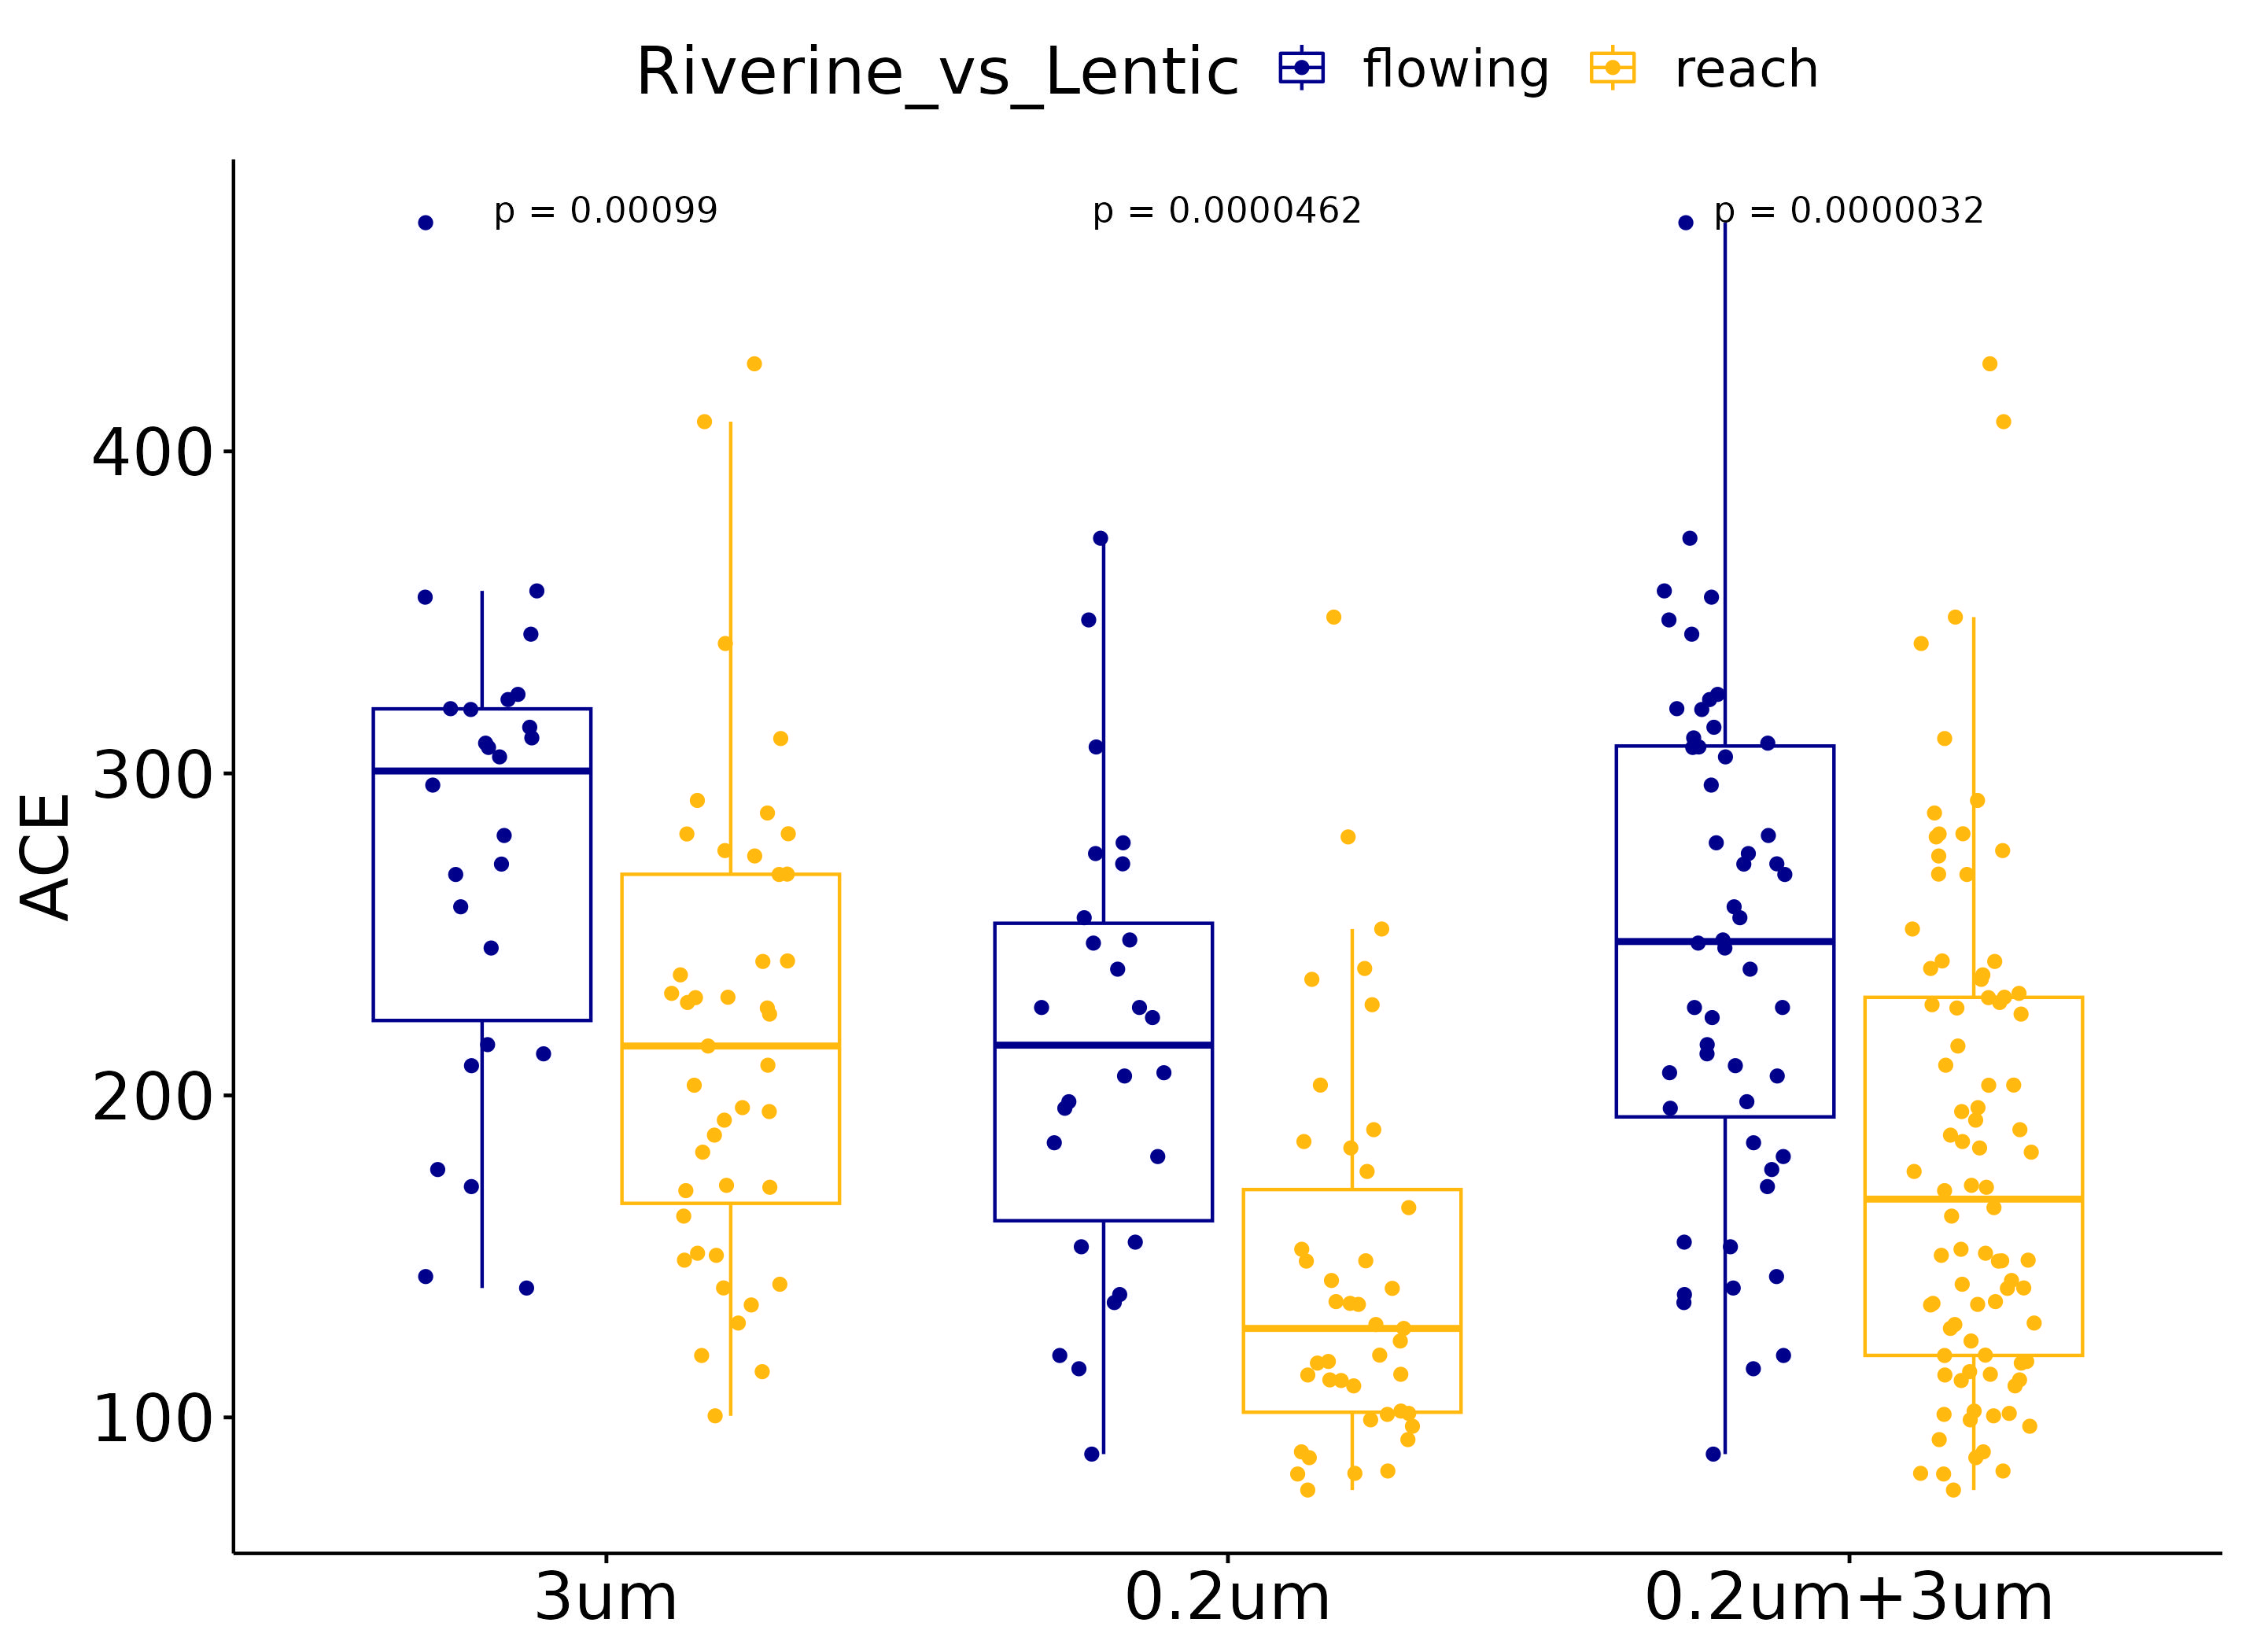 Riverine_vs_Lentic flowing reach
p = 0.00099 p = 0.0000462 p = 0.0000032
400
300
200
100
ACE
3um 0.2um 0.2um+3um